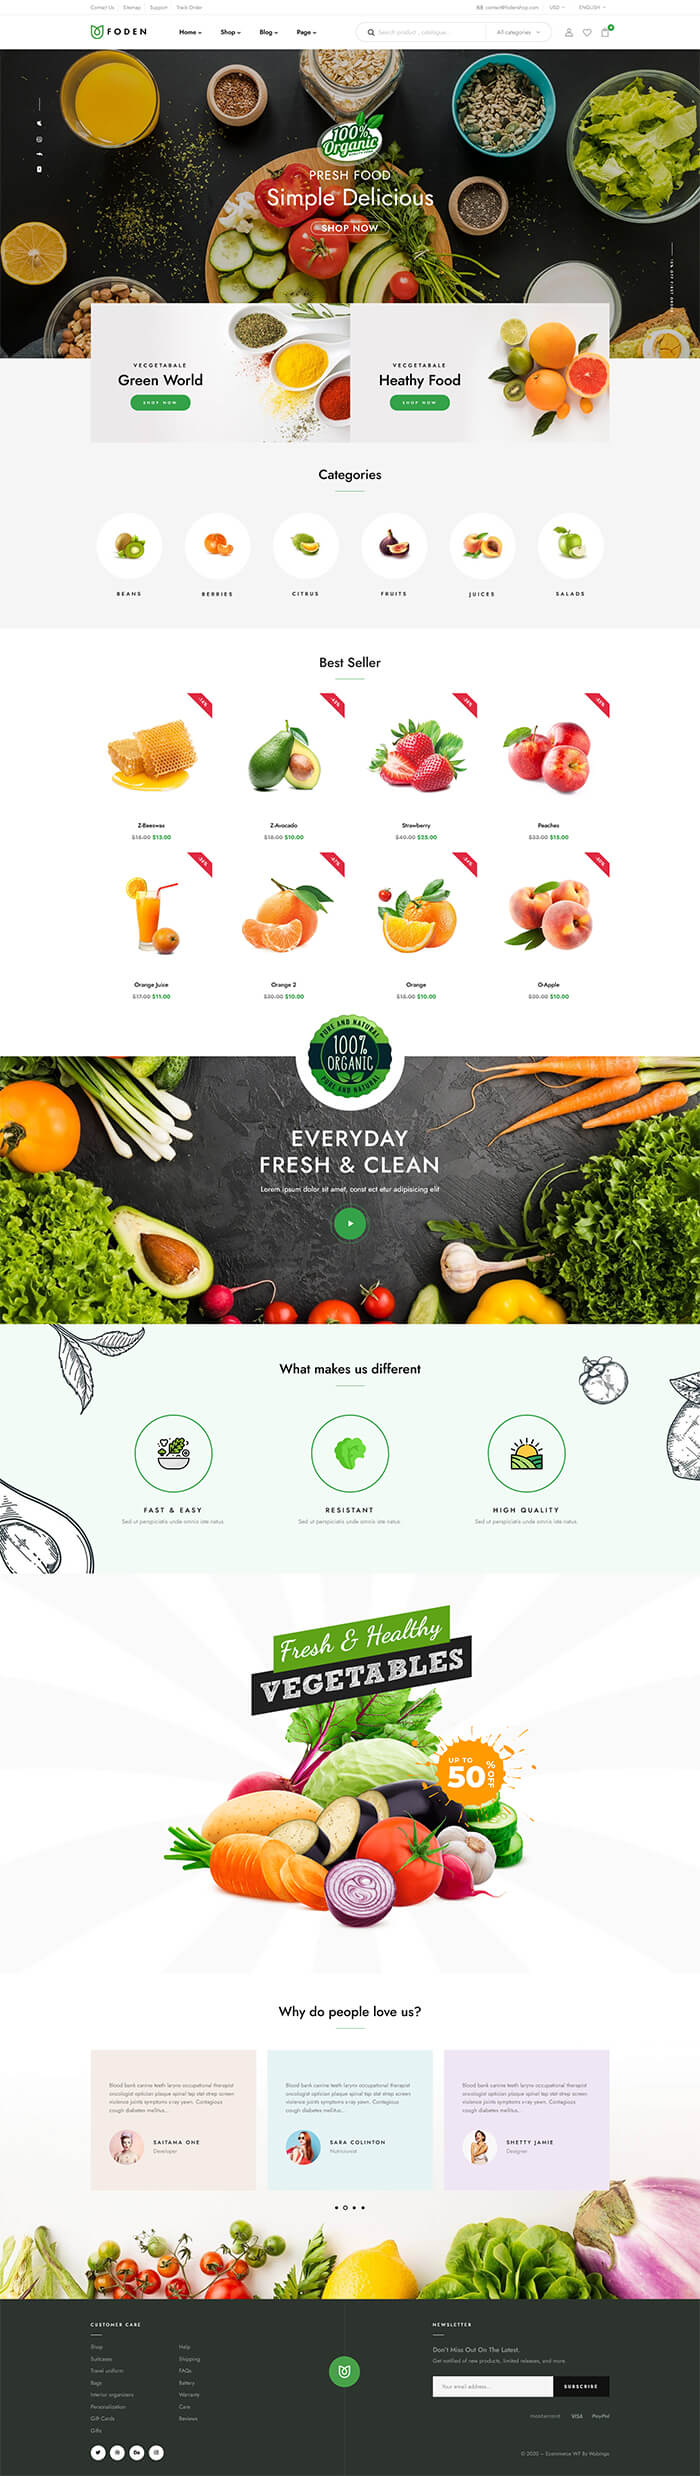 Contact Us Sitemap Support Track Order
contact@fodenshop.com USD ENGLISH
FODEN Home Shop Blog Page
Search product , catalogue... All categories
100%
Organic
PRESH FOOD
Simple Delicious
SHOP NOW
VECGETABALE
Green World
SHOP NOW
VECGETABALE
Heathy Food
SHOP NOW
Categories
BEANS BERRIES CITRUS FRUITS JUICES SALADS
Best Seller
Z-Beeswax Z-Avocado Strawberry Peaches
$15.00 $13.00 $18.00 $10.00 $40.00 $25.00 $33.00 $15.00
Orange Juice Orange 2 Orange O-Apple
$17.00 $11.00 $30.00 $10.00 $15.00 $10.00 $20.00 $10.00
PURE AND NATURAL
100%
ORGANIC
PURE AND NATURAL
EVERYDAY
FRESH & CLEAN
Lorem ipsum dolor sit amet, const ect etur adipisicing elit
What makes us different
FAST & EASY RESISTANT HIGH QUALITY
Sed ut perspiciatis unde omnis iste natus Sed ut perspiciatis unde omnis iste natus Sed ut perspiciatis unde omnis iste natus
Fresh & Healthy
VEGETABLES
UP TO
50 % OFF
Why do people love us?
Blood bank canine teeth larynx occupational therapist
oncologist optician plaque spinal tap stat strep screen
violence joints symptoms x-ray yawn. Contagious
cough diabetes mellitus...
SAITAMA ONE
Developer
Blood bank canine teeth larynx occupational therapist
oncologist optician plaque spinal tap stat strep screen
violence joints symptoms x-ray yawn. Contagious
cough diabetes mellitus...
SARA COLINTON
Nutritionist
Blood bank canine teeth larynx occupational therapist
oncologist optician plaque spinal tap stat strep screen
violence joints symptoms x-ray yawn. Contagious
cough diabetes mellitus...
SHETTY JAMIE
Designer
CUSTOMER CARE
Shop Help
Suitcases Shipping
Travel uniform FAQs
Bags Battery
Interior organizers Warranty
Personalization Care
Gift Cards Reviews
Gifts
NEWSLETTER
Don't Miss Out On The Latest.
Get notified of new products, limited releases, and more.
Your email address... SUBSCRIBE
mastercard VISA PayPal
© 2020 – Ecommerce WP By Wabingo